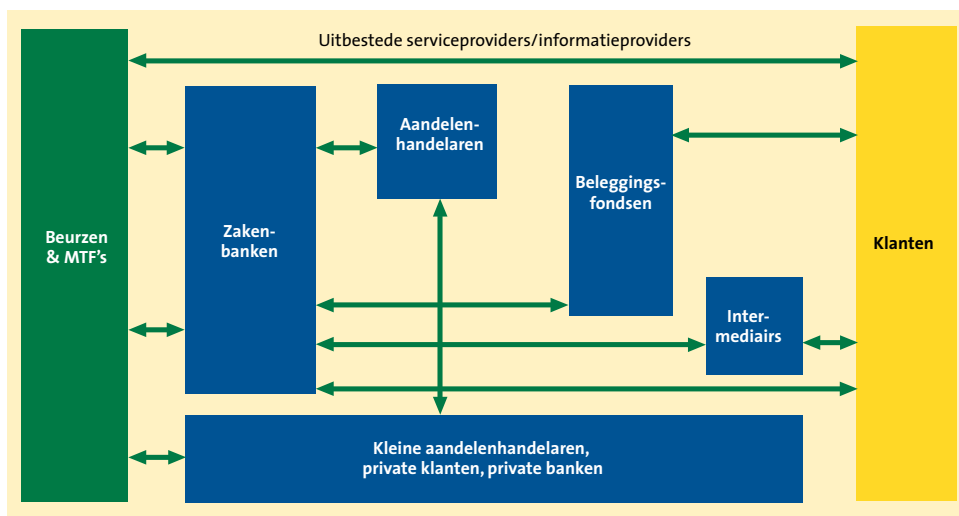 Uitbestede serviceproviders/informatieproviders
Aandelen-
handelaren
Beleggings-
fondsen
Beurzen
& MTF's
Zaken-
banken
Klanten
Inter-
mediairs
Kleine aandelenhandelaren,
private klanten, private banken